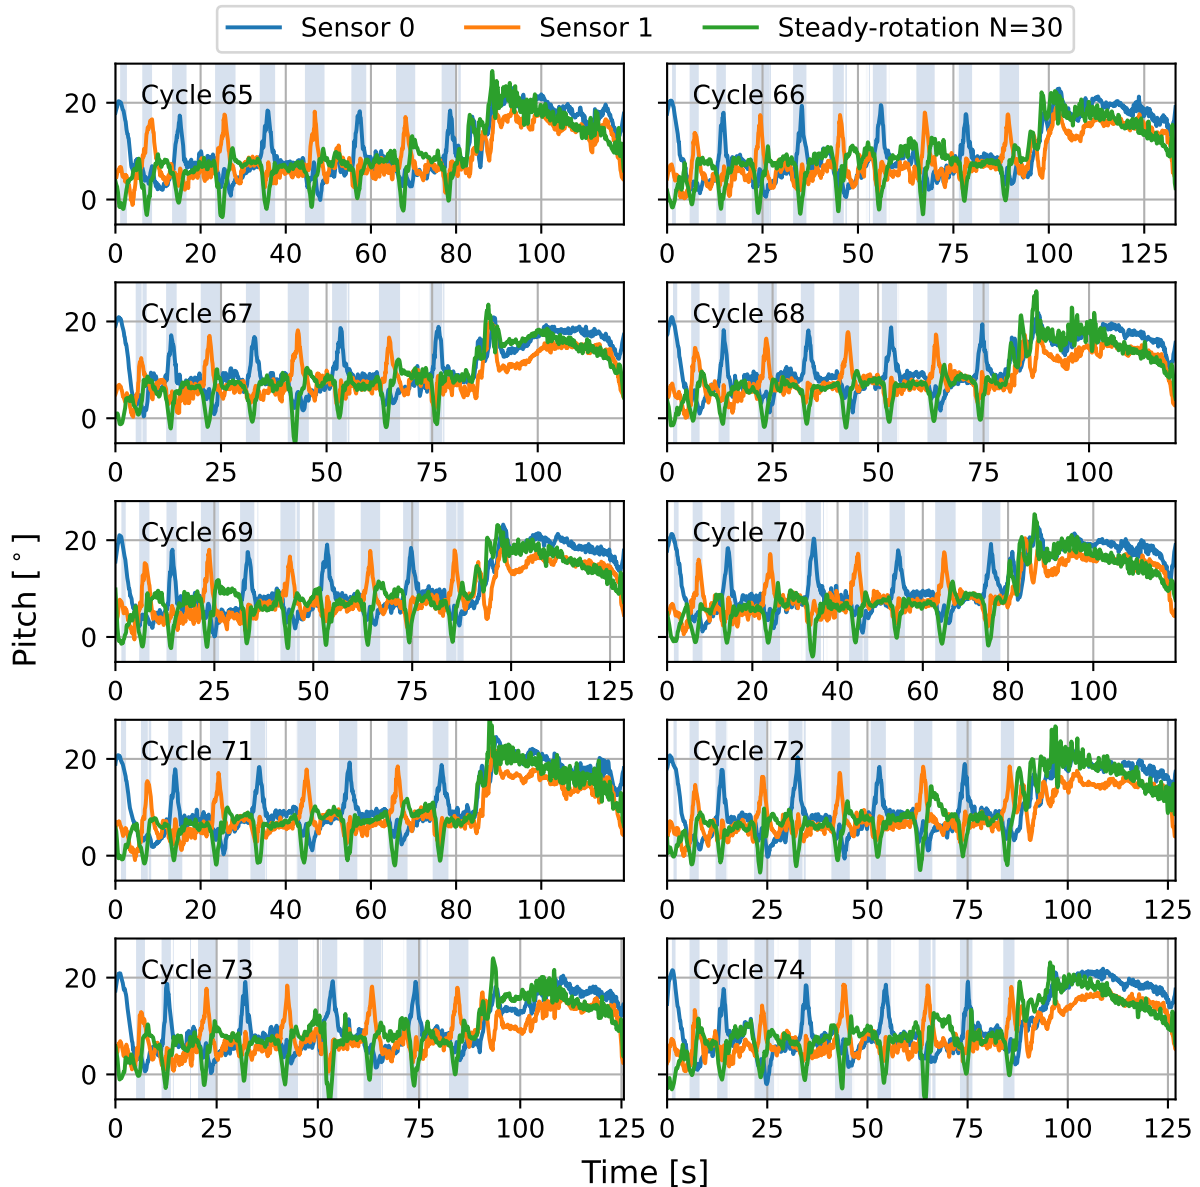 Sensor 0 Sensor 1 Steady-rotation N=30
Cycle 65 Cycle 66
20
0
0 20 40 60 80 100 0 25 50 75 100 125
Cycle 67 Cycle 68
20
0
0 25 50 75 100 0 25 50 75 100
Cycle 69 Cycle 70
20
0
0 25 50 75 100 125 0 20 40 60 80 100
Cycle 71 Cycle 72
20
0
0 20 40 60 80 100 0 25 50 75 100 125
Cycle 73 Cycle 74
20
0
0 25 50 75 100 125 0 25 50 75 100 125
Pitch [°]
Time [s]